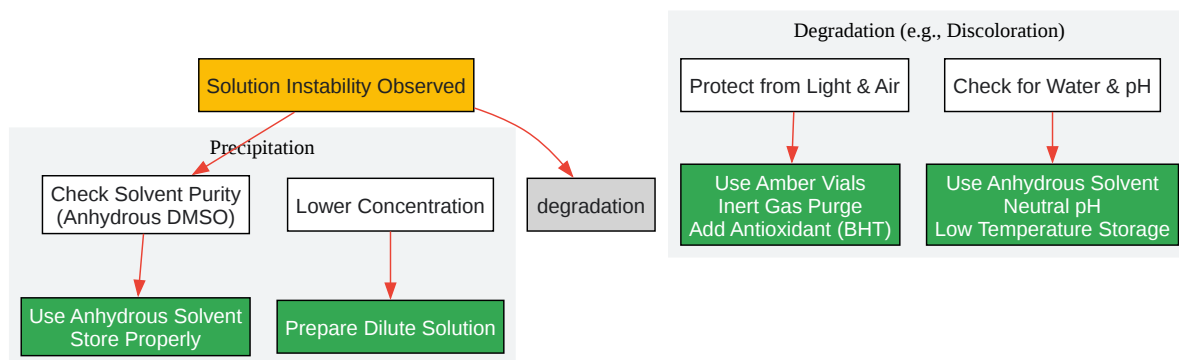 Solution Instability Observed
Precipitation
Check Solvent Purity
(Anhydrous DMSO)
Lower Concentration
Use Anhydrous Solvent
Store Properly
Prepare Dilute Solution
degradation
Degradation (e.g., Discoloration)
Protect from Light & Air
Check for Water & pH
Use Amber Vials
Inert Gas Purge
Add Antioxidant (BHT)
Use Anhydrous Solvent
Neutral pH
Low Temperature Storage